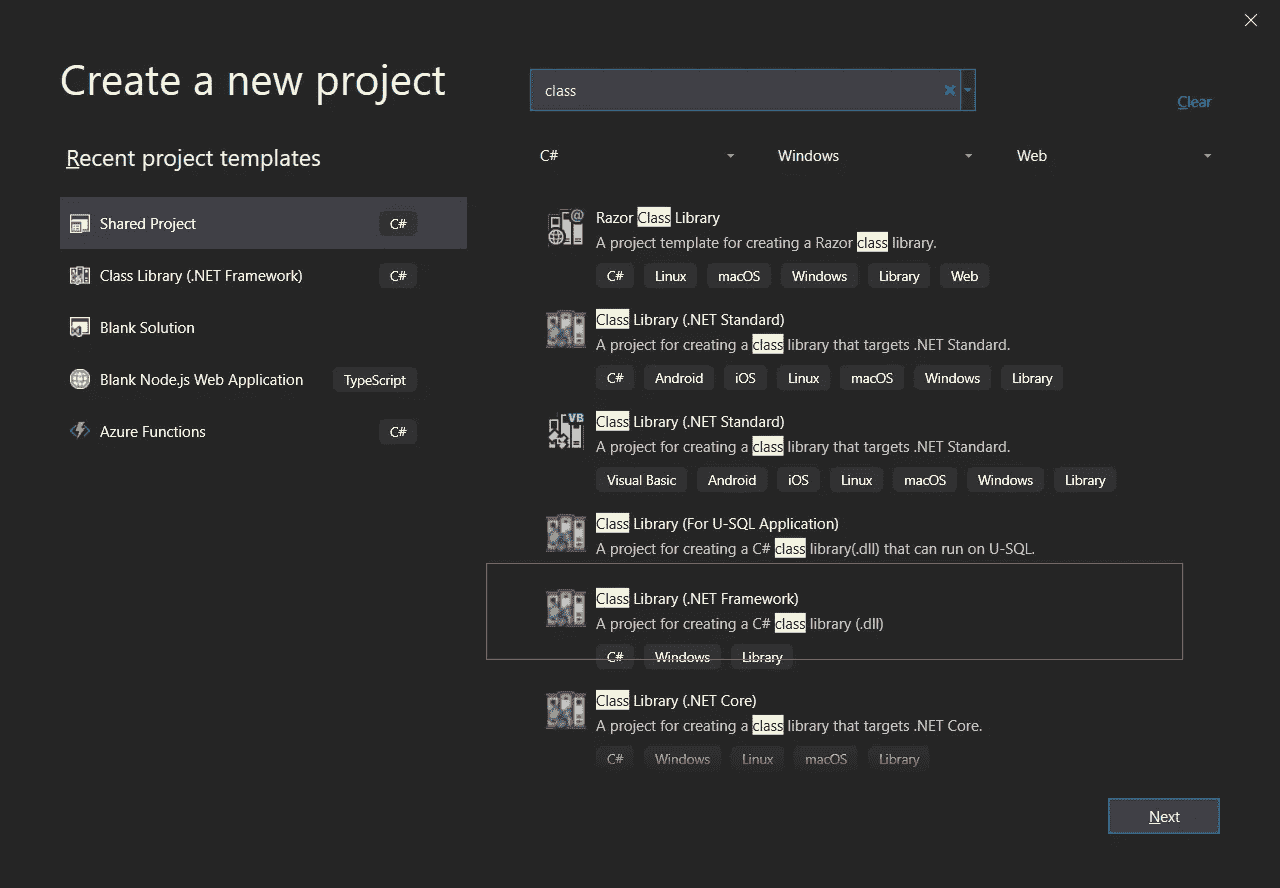 Create a new project
class
Clear
Recent project templates
C#
Windows
Web
Shared Project
C#
Class Library (.NET Framework)
C#
Blank Solution
Blank Node.js Web Application
TypeScript
Azure Functions
C#
@
Razor Class Library
A project template for creating a Razor class library.
C# Linux macOS Windows Library Web
Class Library (.NET Standard)
A project for creating a class library that targets .NET Standard.
C# Android iOS Linux macOS Windows Library
VB
Class Library (.NET Standard)
A project for creating a class library that targets .NET Standard.
Visual Basic Android iOS Linux macOS Windows Library
Class Library (For U-SQL Application)
A project for creating a C# class library(.dll) that can run on U-SQL.
Class Library (.NET Framework)
A project for creating a C# class library (.dll)
C# Windows Library
Class Library (.NET Core)
A project for creating a class library that targets .NET Core.
C# Windows Linux macOS Library
Next